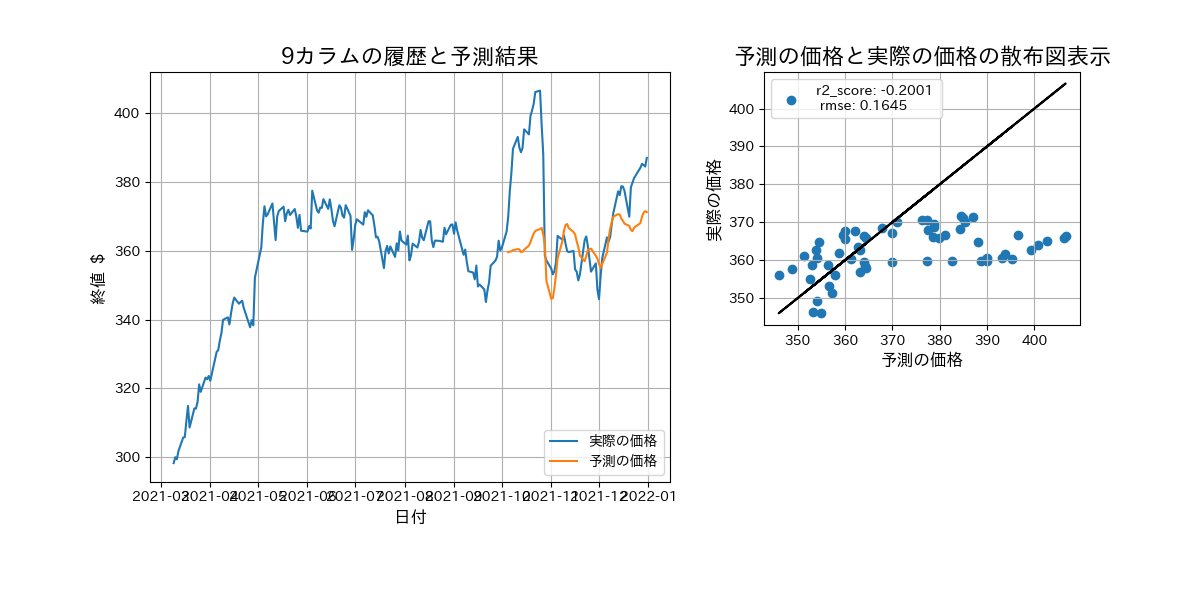 9カラムの履歴と予測結果
終値 $
400
380
360
340
320
300
実際の価格
予測の価格
2021-03
2021-04
2021-05
2021-06
2021-07
2021-08
2021-09
2021-10
2021-11
2021-12
2022-01
日付
予測の価格と実際の価格の散布図表示
r2_score: -0.2001
rmse: 0.1645
実際の価格
400
390
380
370
360
350
350
360
370
380
390
400
予測の価格